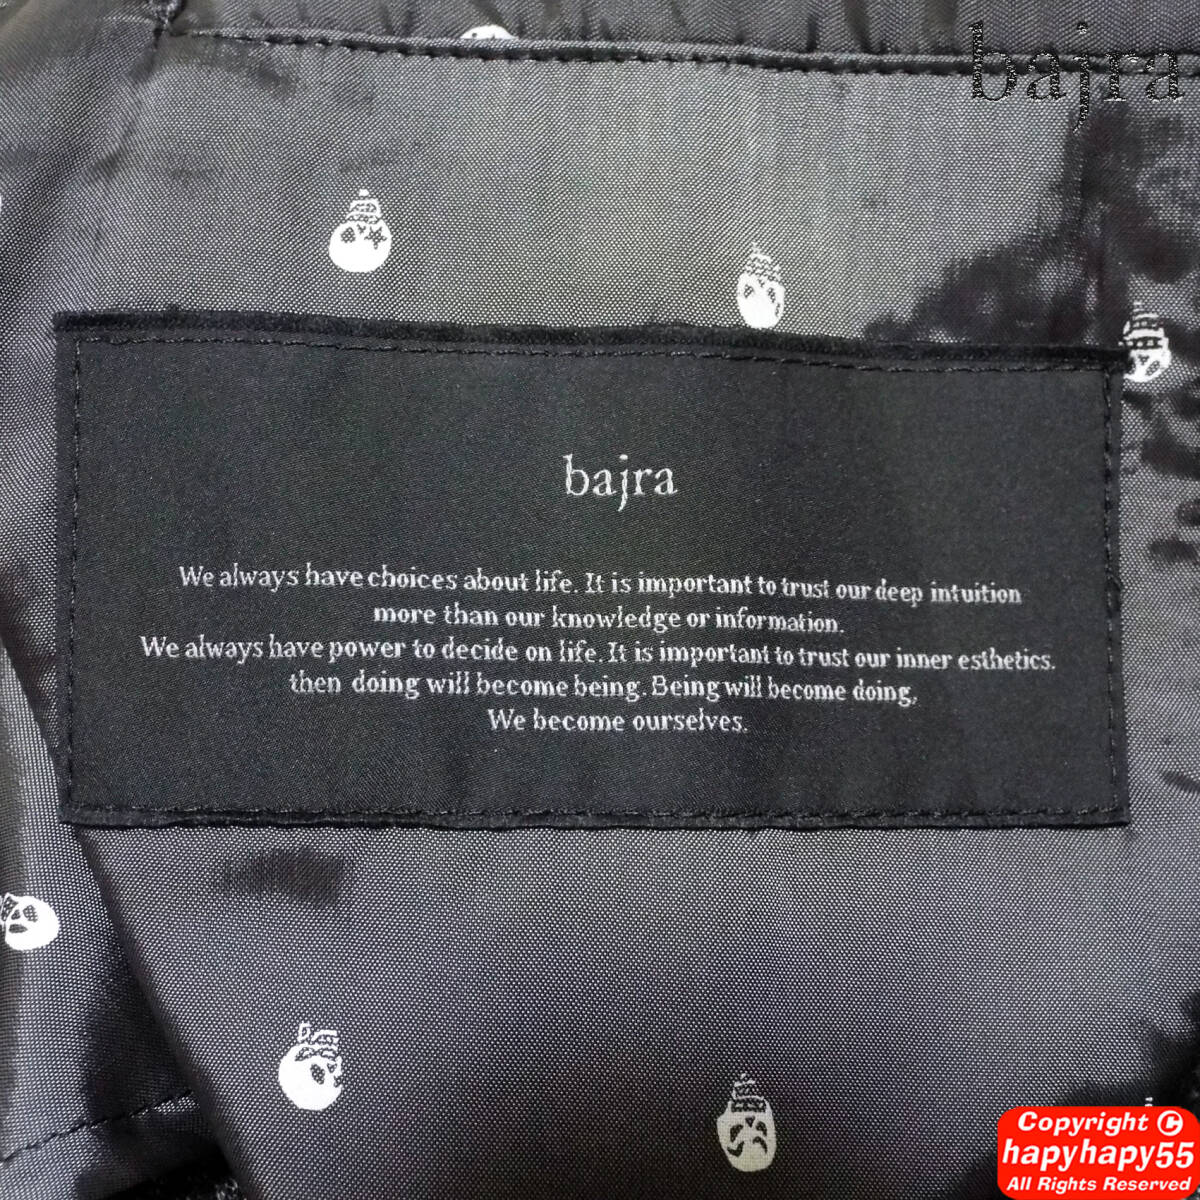 bajra
bajra
We always have choices about life. It is important to trust our deep intuition
more than our knowledge or information.
We always have power to decide on life. It is important to trust our inner esthetics.
then doing will become being. Being will become doing,
We become ourselves.
Copyright ©
hapyhapy55
All Rights Reserved